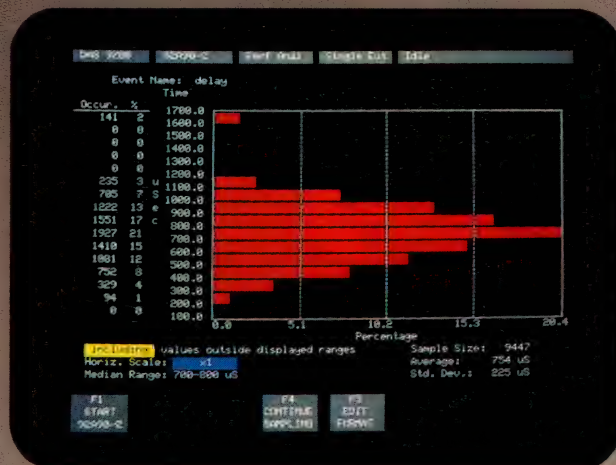 DAS 9200 92A90-2 Perf Anal Single Evt Idle
Event Name: delay
Time
Occur. %
1700.0
141 2
1600.0
0 0
1500.0
0 0
1400.0
0 0
1300.0
0 0
1200.0
235 3
1100.0
705 7
1000.0
1222 13
900.0
1551 17
800.0
1927 21
700.0
1410 15
600.0
1081 12
500.0
752 8
400.0
329 4
300.0
94 1
200.0
0 0
100.0
u
S
e
c
0.0 5.1 10.2 15.3 20.4
Percentage
Including values outside displayed ranges
Sample Size: 9447
Horiz. Scale: x1
Average: 754 uS
Median Range: 700-800 uS
Std. Dev.: 225 uS
F1 F4 F5
START CONTINUE EDIT
92A90-2 SAMPLING FORMAT